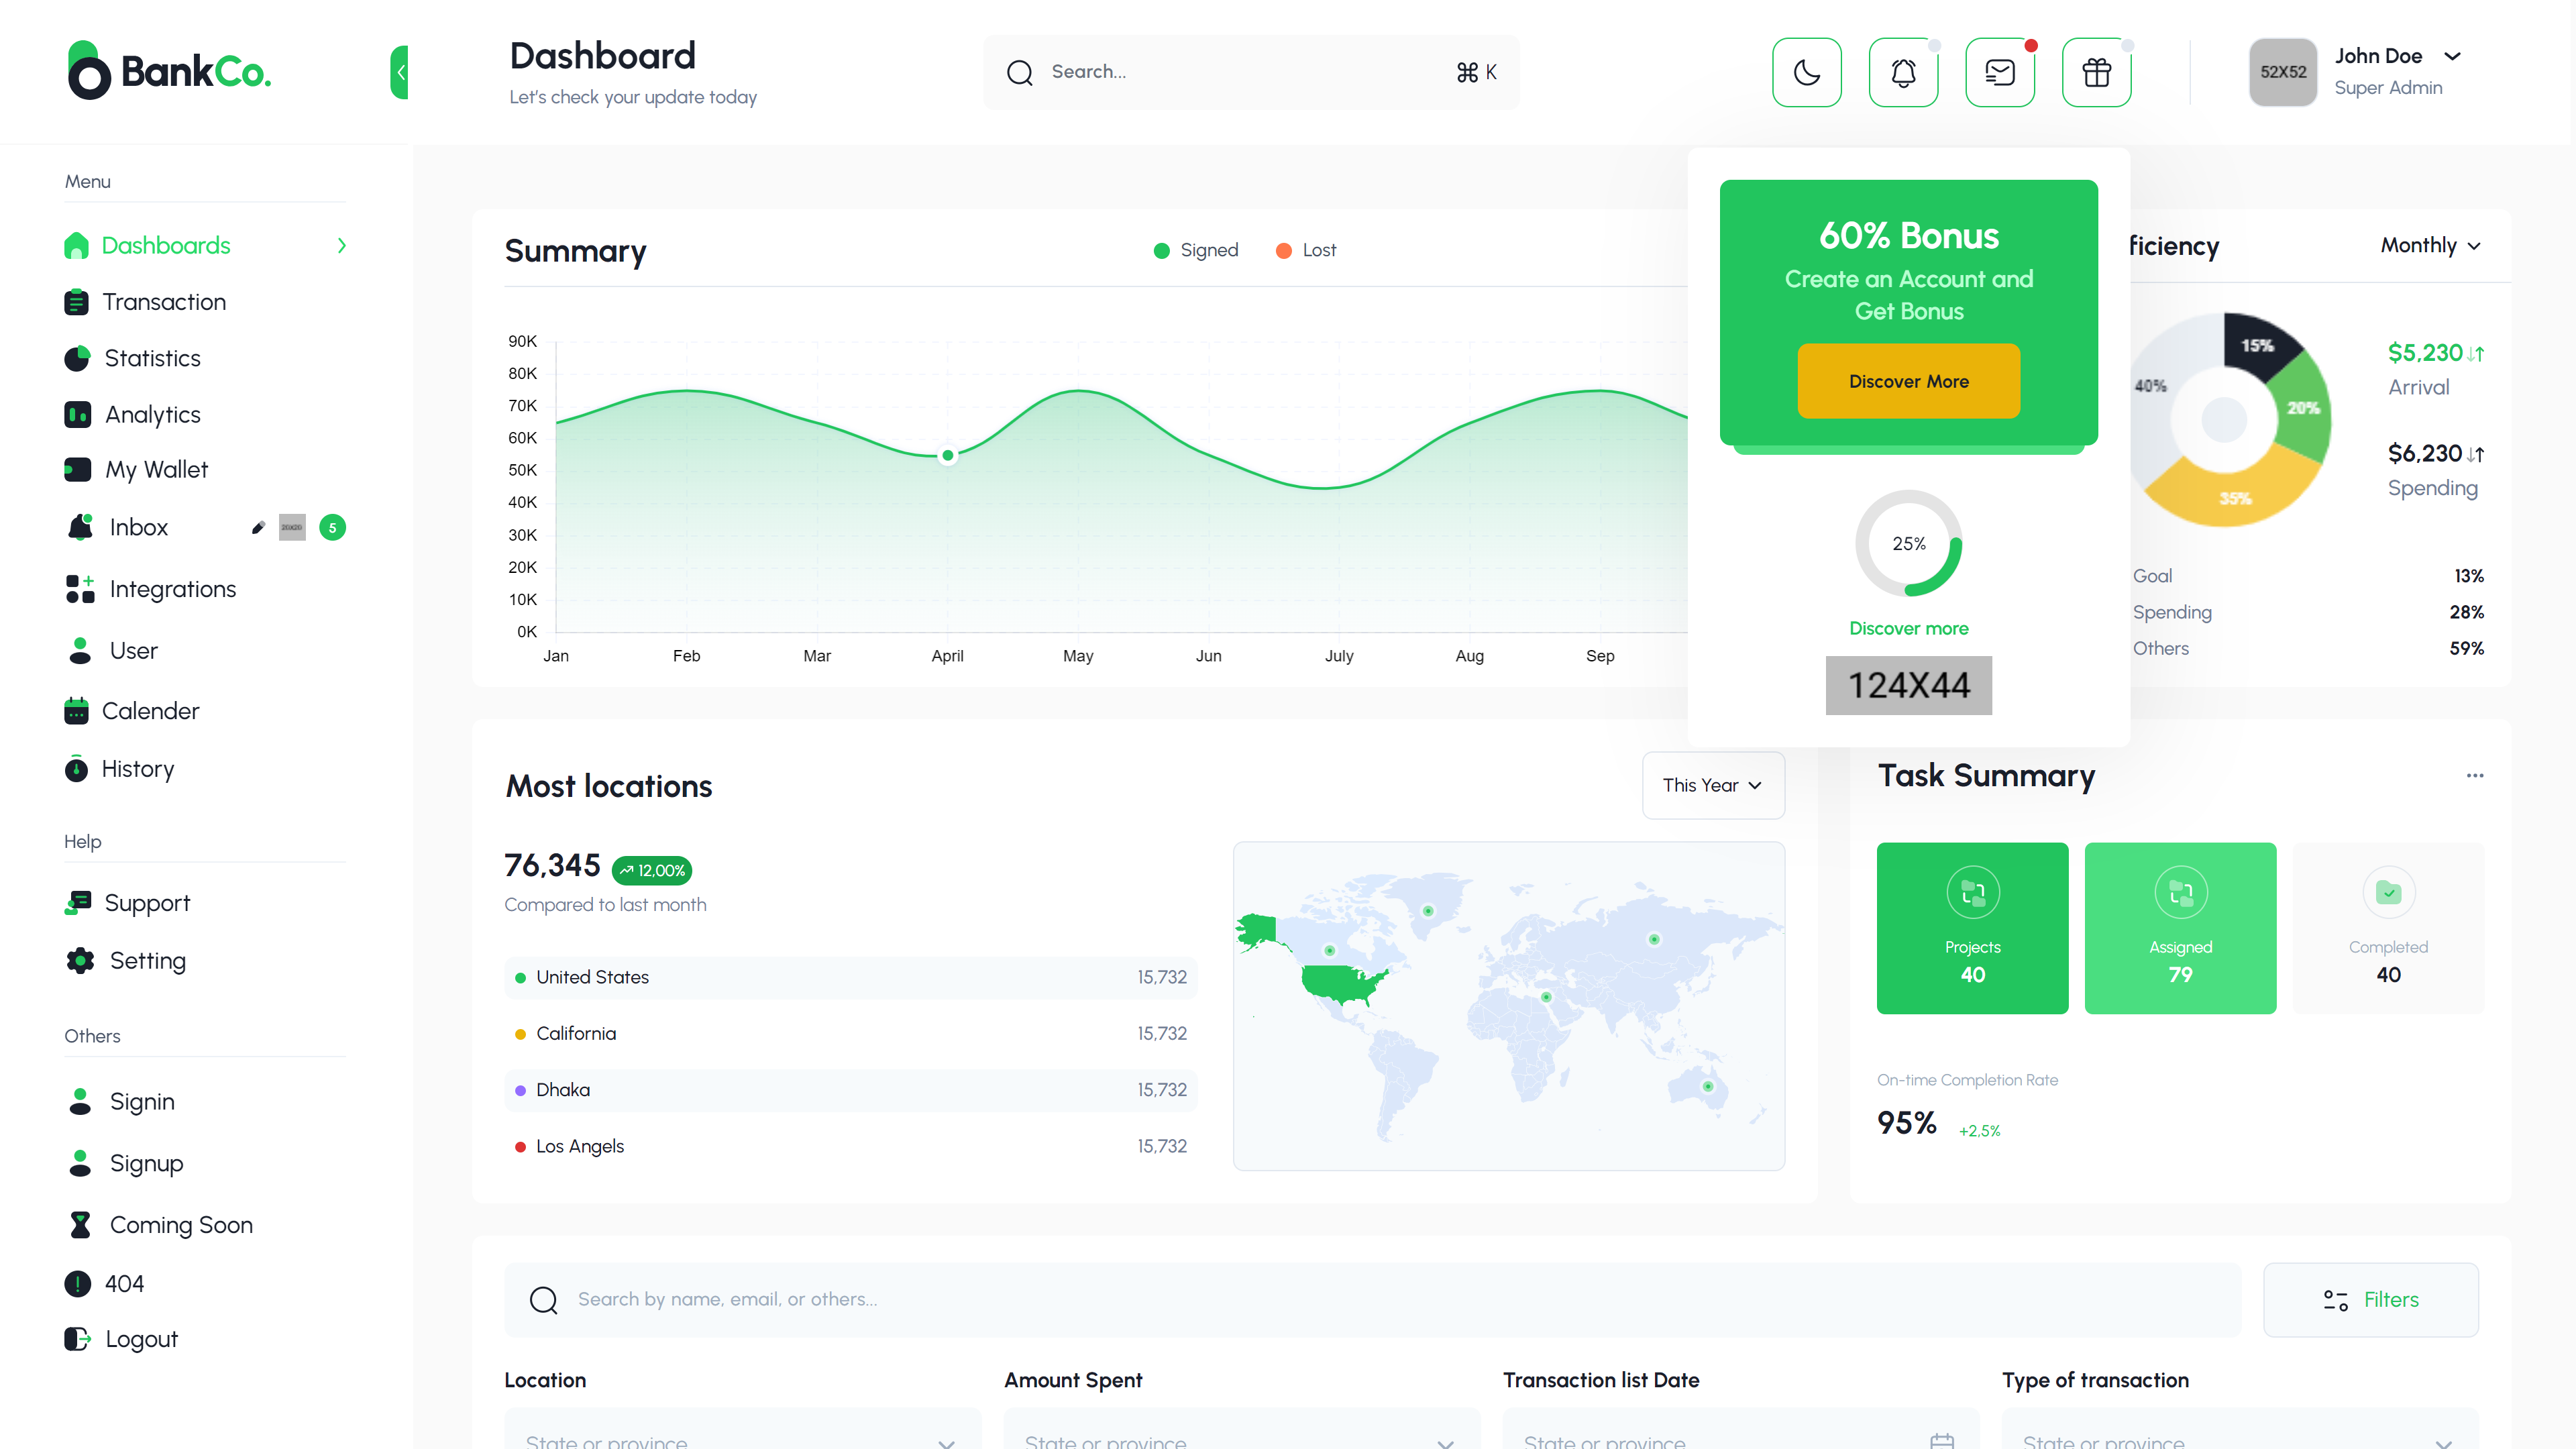 BankCo.
Dashboard
Let's check your update today
Search...
⌘ K
52X52
John Doe
Super Admin
Menu
Dashboards
Transaction
Statistics
Analytics
My Wallet
Inbox
20X20
5
Integrations
User
Calender
History
Help
Support
Setting
Others
Signin
Signup
Coming Soon
404
Logout
Summary
Signed
Lost
90K
80K
70K
60K
50K
40K
30K
20K
10K
0K
Jan
Feb
Mar
April
May
Jun
July
Aug
Sep
60% Bonus
Create an Account and
Get Bonus
Discover More
25%
Discover more
124X44
ficiency
Monthly
15%
20%
35%
40%
$5,230
Arrival
$6,230
Spending
Goal 13%
Spending 28%
Others 59%
Most locations
This Year
76,345
12,00%
Compared to last month
United States 15,732
California 15,732
Dhaka 15,732
Los Angels 15,732
Task Summary
...
Projects
40
Assigned
79
Completed
40
On-time Completion Rate
95%
+2,5%
Search by name, email, or others...
Filters
Location
Amount Spent
Transaction list Date
Type of transaction
State or province
State or province
State or province
State or province